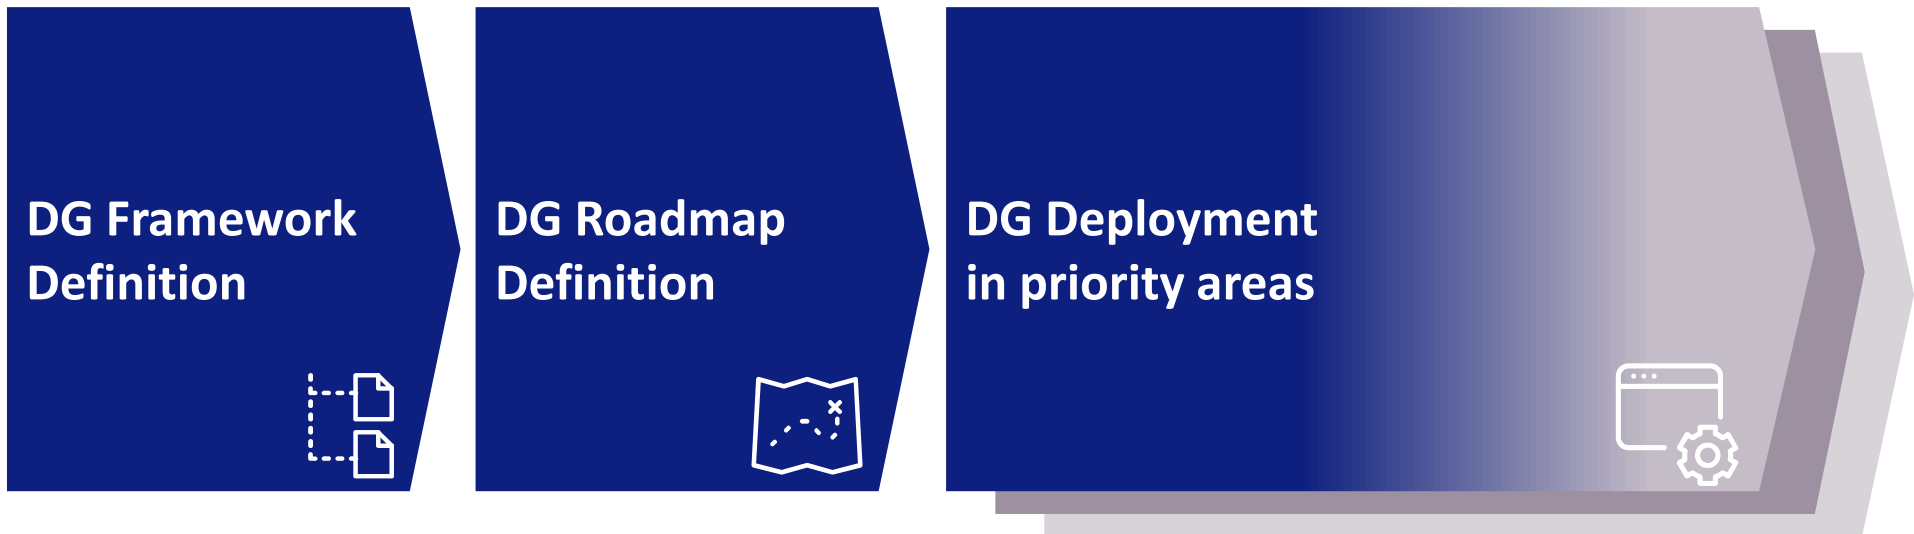 DG Framework
Definition
DG Roadmap
Definition
DG Deployment
in priority areas